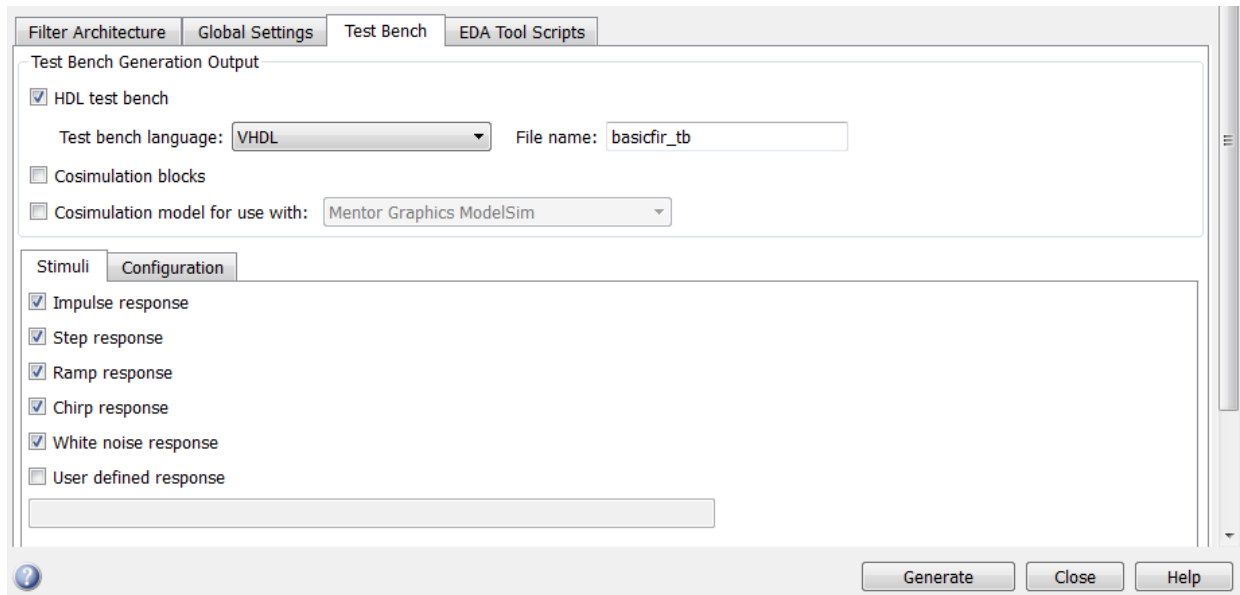 Filter Architecture Global Settings Test Bench EDA Tool Scripts
Test Bench Generation Output
HDL test bench
Test bench language: VHDL File name: basicfir_tb
Cosimulation blocks
Cosimulation model for use with: Mentor Graphics ModelSim
Stimuli Configuration
Impulse response
Step response
Ramp response
Chirp response
White noise response
User defined response
? Generate Close Help